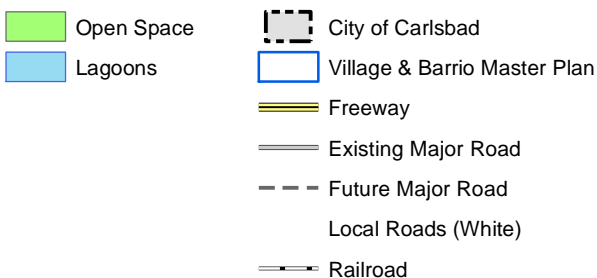 Open Space
Lagoons
City of Carlsbad
Village & Barrio Master Plan
Freeway
Existing Major Road
Future Major Road
Local Roads (White)
Railroad